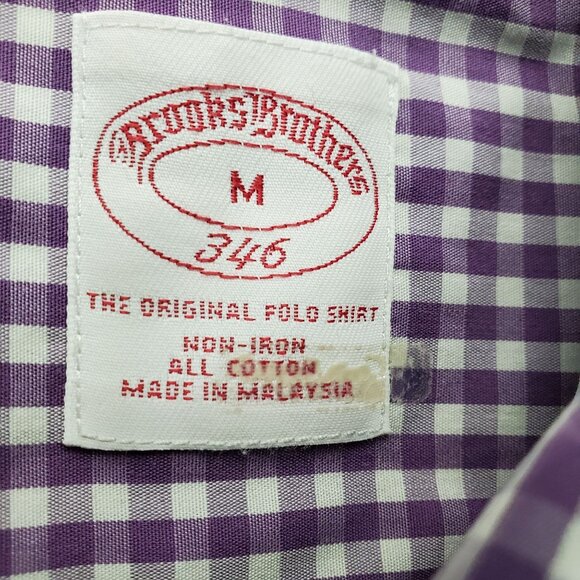 Brooks Brothers
M
346
THE ORIGINAL POLO SHIRT
NON-IRON
ALL COTTON
MADE IN MALAYSIA